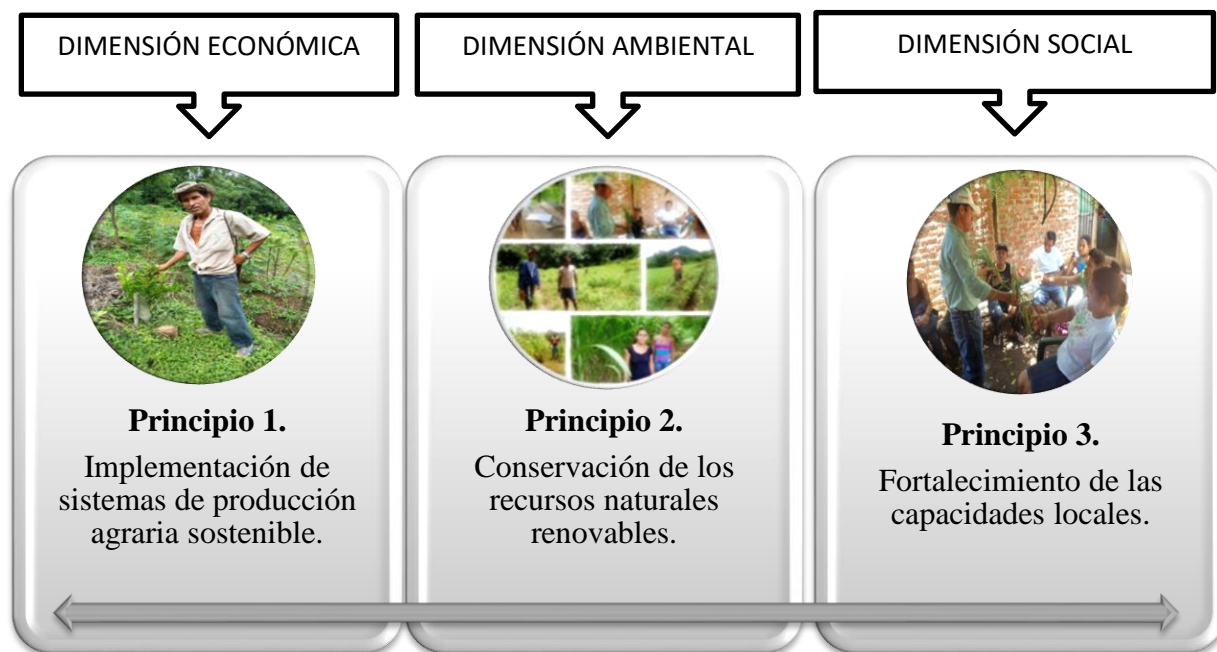 DIMENSIÓN ECONÓMICA
DIMENSIÓN AMBIENTAL
DIMENSIÓN SOCIAL
Principio 1.
Implementación de
sistemas de producción
agraria sostenible.
Principio 2.
Conservación de los
recursos naturales
renovables.
Principio 3.
Fortalecimiento de las
capacidades locales.